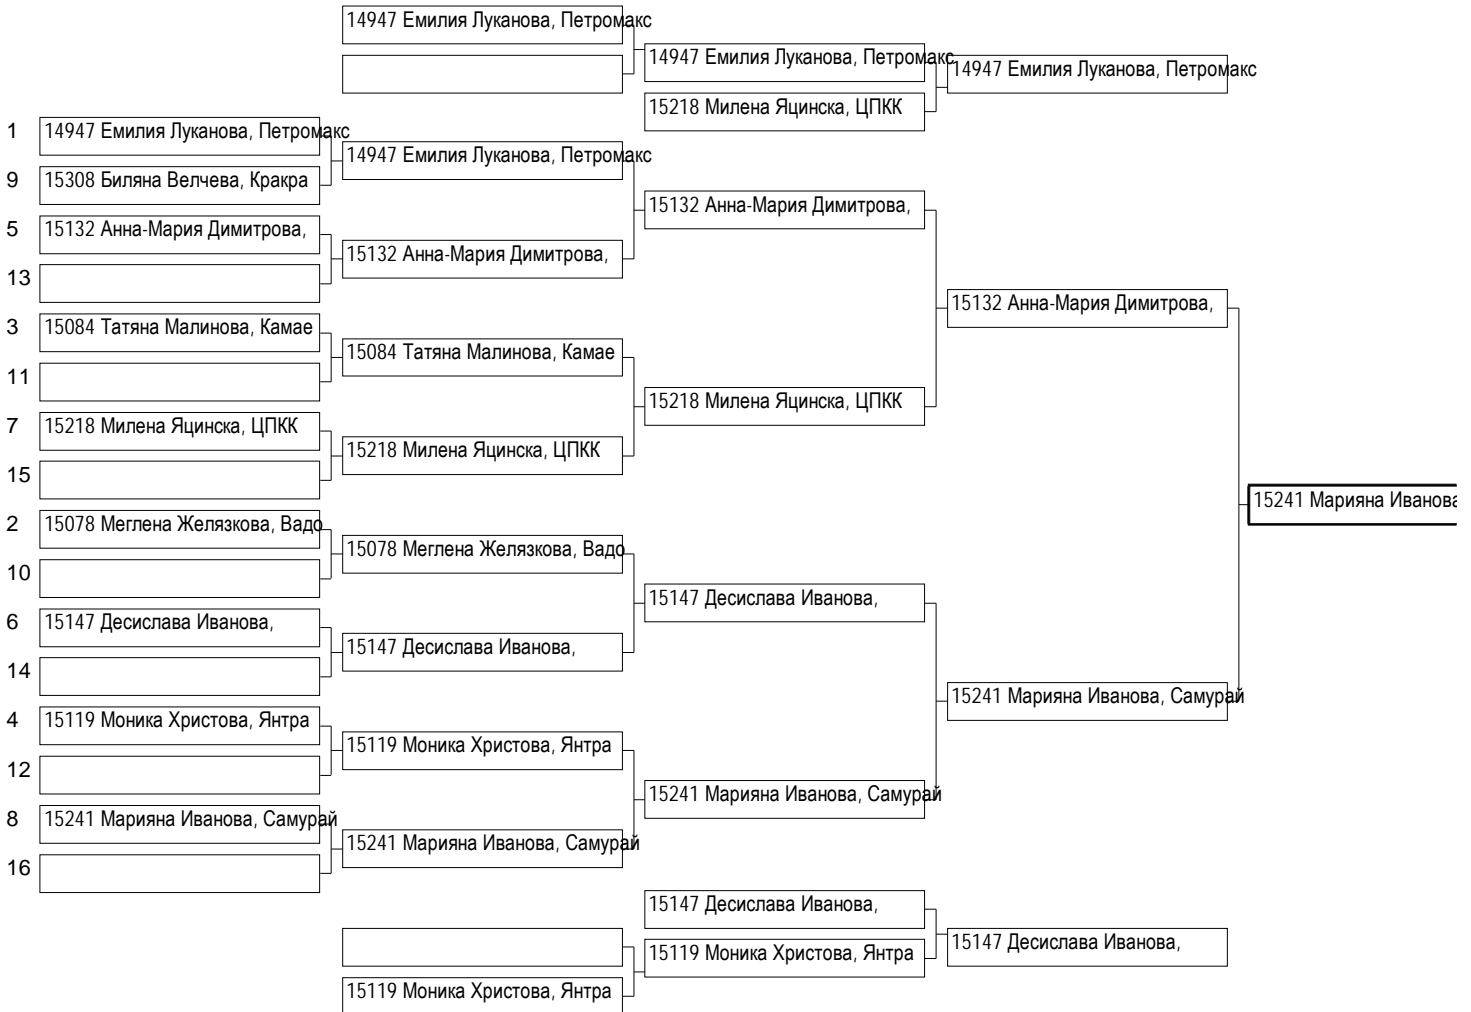 14947 Емилия Луканова, Петромакс
14947 Емилия Луканова, Петромакс
14947 Емилия Луканова, Петромакс
15218 Милена Яцинска, ЦПКК
1 14947 Емилия Луканова, Петромакс
14947 Емилия Луканова, Петромакс
9 15308 Биляна Велчева, Кракра
15132 Анна-Мария Димитрова,
5 15132 Анна-Мария Димитрова,
15132 Анна-Мария Димитрова,
13
15132 Анна-Мария Димитрова,
3 15084 Татяна Малинова, Камае
15084 Татяна Малинова, Камае
11
15218 Милена Яцинска, ЦПКК
7 15218 Милена Яцинска, ЦПКК
15218 Милена Яцинска, ЦПКК
15
15241 Марияна Иванова
2 15078 Меглена Желязкова, Вадо
15078 Меглена Желязкова, Вадо
10
15147 Десислава Иванова,
6 15147 Десислава Иванова,
15147 Десислава Иванова,
14
15241 Марияна Иванова, Самурай
4 15119 Моника Христова, Янтра
15119 Моника Христова, Янтра
12
15241 Марияна Иванова, Самурай
8 15241 Марияна Иванова, Самурай
15241 Марияна Иванова, Самурай
16
15147 Десислава Иванова,
15147 Десислава Иванова,
15119 Моника Христова, Янтра
15119 Моника Христова, Янтра